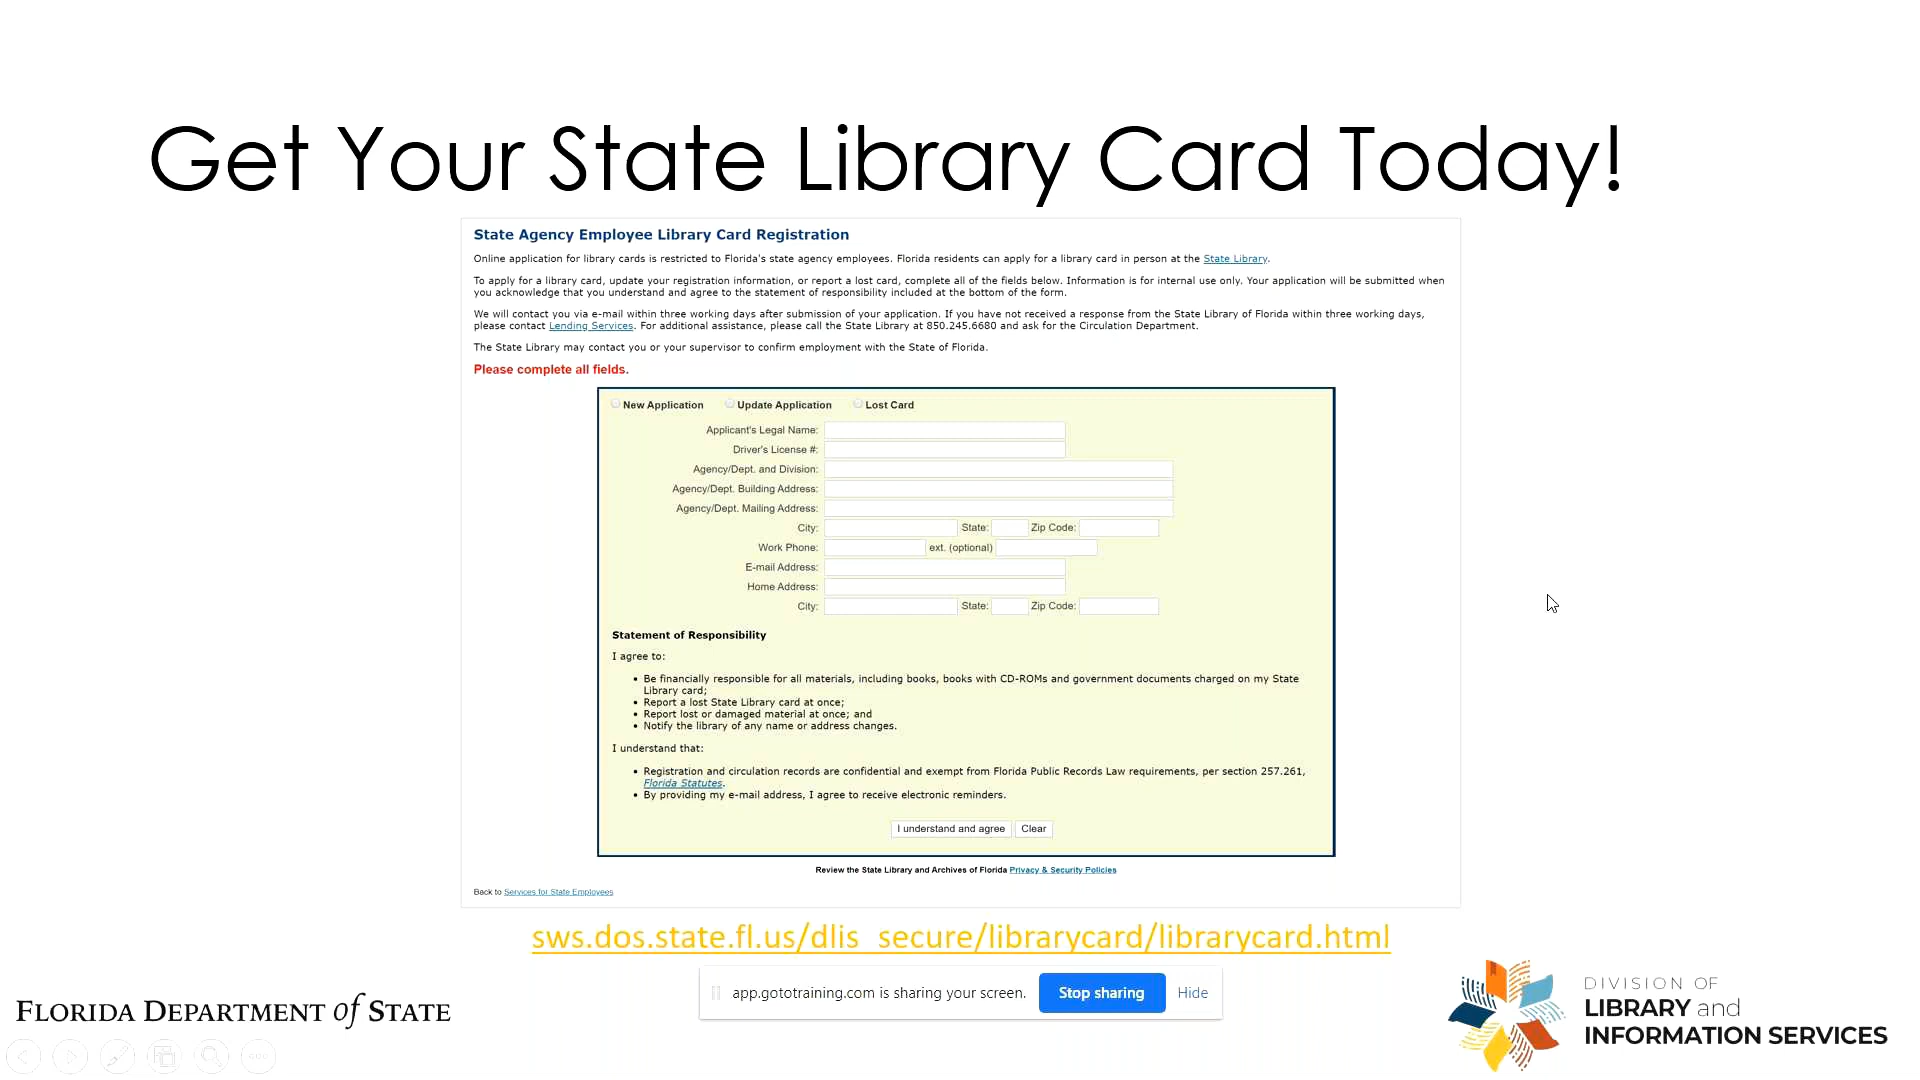 Get Your State Library Card Today!
State Agency Employee Library Card Registration
Online application for library cards is restricted to Florida's state agency employees. Florida residents can apply for a library card in person at the State Library.
To apply for a library card, update your registration information, or report a lost card, complete all of the fields below. Information is for internal use only. Your application will be submitted when
you acknowledge that you understand and agree to the statement of responsibility included at the bottom of the form.
We will contact you via e-mail within three working days after submission of your application. If you have not received a response from the State Library of Florida within three working days,
please contact Lending Services. For additional assistance, please call the State Library at 850.245.6680 and ask for the Circulation Department.
The State Library may contact you or your supervisor to confirm employment with the State of Florida.
Please complete all fields.
New Application Update Application Lost Card
Applicant's Legal Name:
Driver's License #:
Agency/Dept. and Division:
Agency/Dept. Building Address:
Agency/Dept. Mailing Address:
City: State: Zip Code:
Work Phone: ext. (optional)
E-mail Address:
Home Address:
City: State: Zip Code:
Statement of Responsibility
I agree to:
• Be financially responsible for all materials, including books, books with CD-ROMs and government documents charged on my State
Library card;
• Report a lost State Library card at once;
• Report lost or damaged material at once; and
• Notify the library of any name or address changes.
I understand that:
• Registration and circulation records are confidential and exempt from Florida Public Records Law requirements, per section 257.261,
Florida Statutes.
• By providing my e-mail address, I agree to receive electronic reminders.
I understand and agree Clear
Review the State Library and Archives of Florida Privacy & Security Policies
Back to Services for State Employees
sws.dos.state.fl.us/dlis_secure/librarycard/librarycard.html
app.gototraining.com is sharing your screen. Stop sharing Hide
FLORIDA DEPARTMENT of STATE
DIVISION OF
LIBRARY and
INFORMATION SERVICES